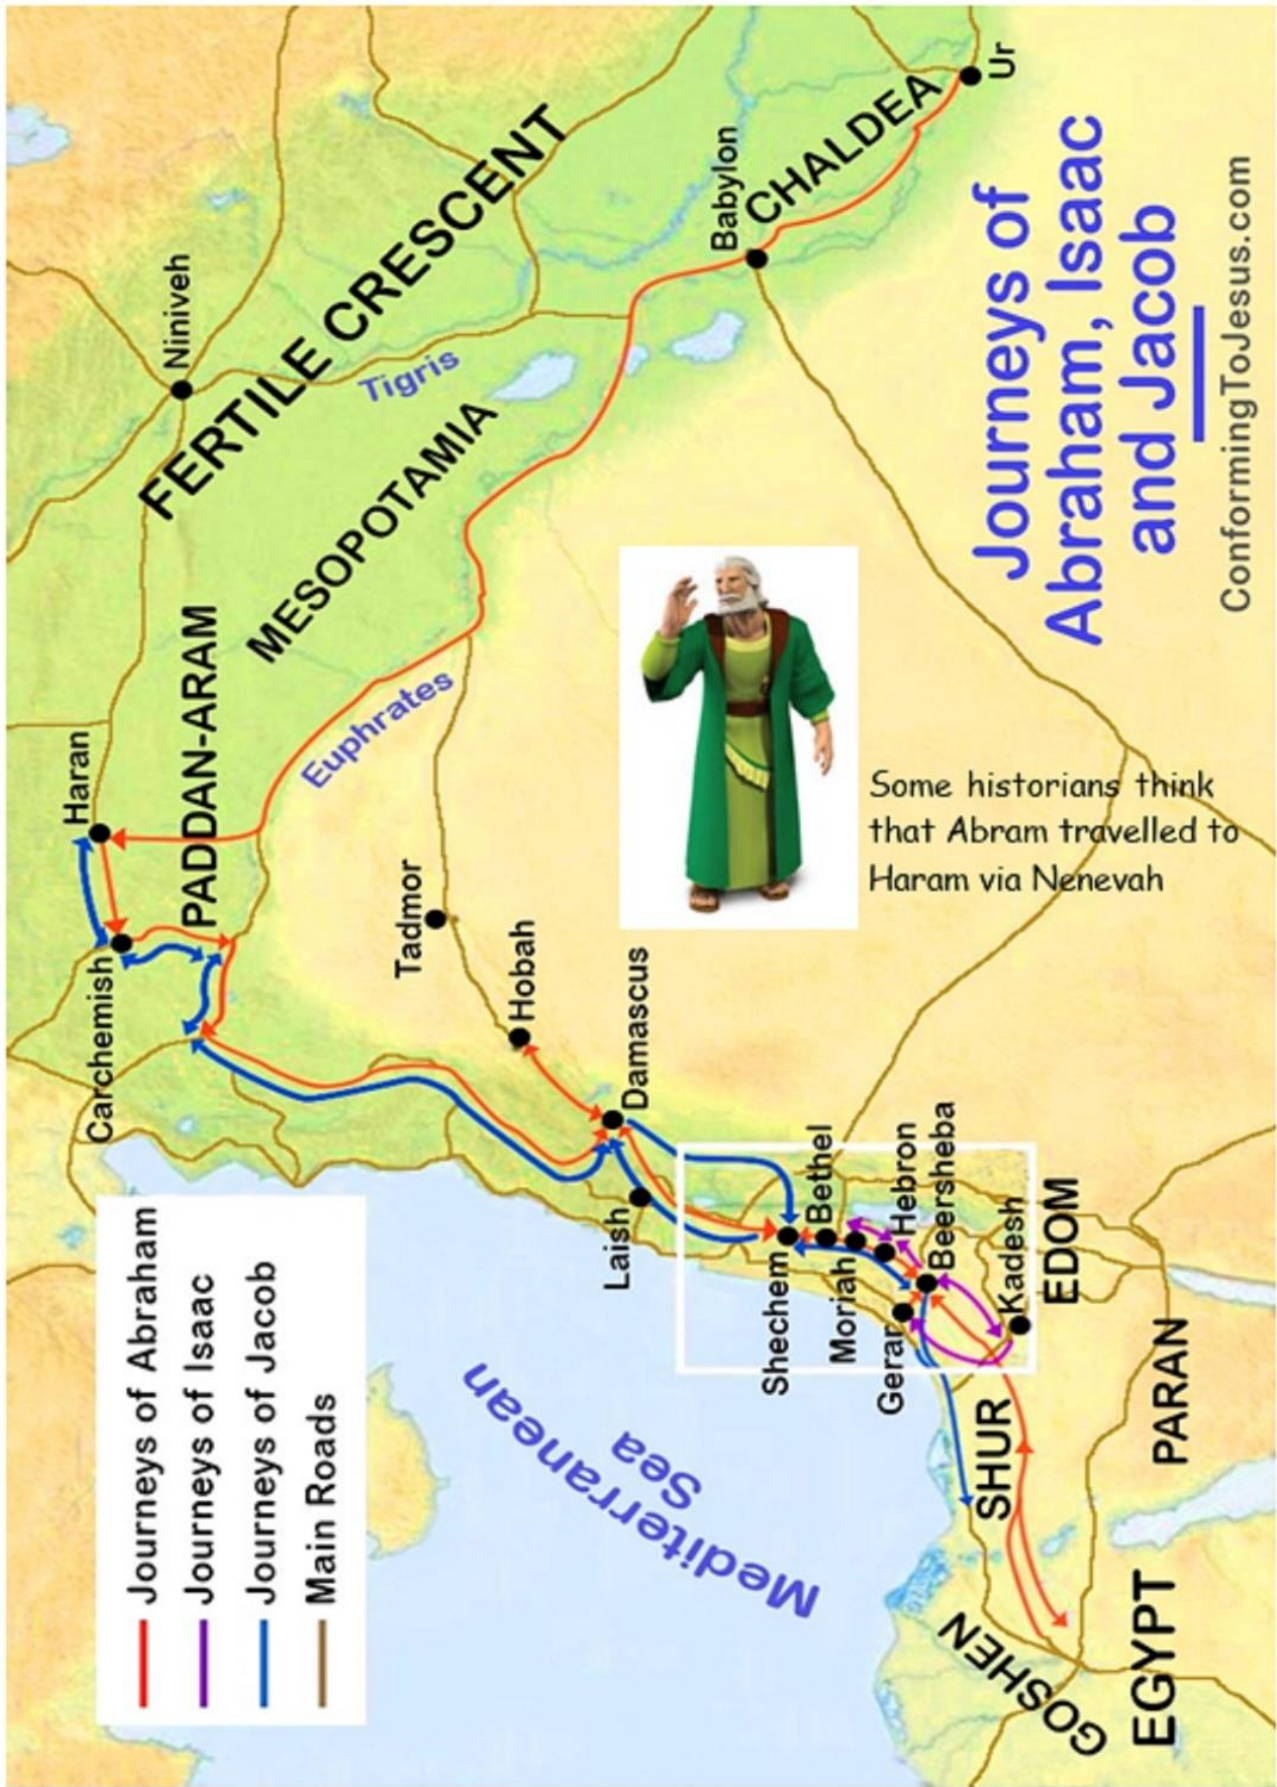 Journeys of Abraham
Journeys of Isaac
Journeys of Jacob
Main Roads
Carchemish
Haran
PADDAN-ARAM
Niniveh
FERTILE CRESCENT
Tigris
MESOPOTAMIA
Euphrates
Tadmor
Hobah
Damascus
Laish
Babylon
CHALDEA
Ur
Mediterranean
Sea
Shechem
Bethel
Moriah
Hebron
Gerar
Beersheba
Kadesh
EDOM
SHUR
PARAN
GOSHEN
EGYPT
Some historians think
that Abram travelled to
Haram via Nenevah
Journeys of
Abraham, Isaac
and Jacob
ConformingToJesus.com